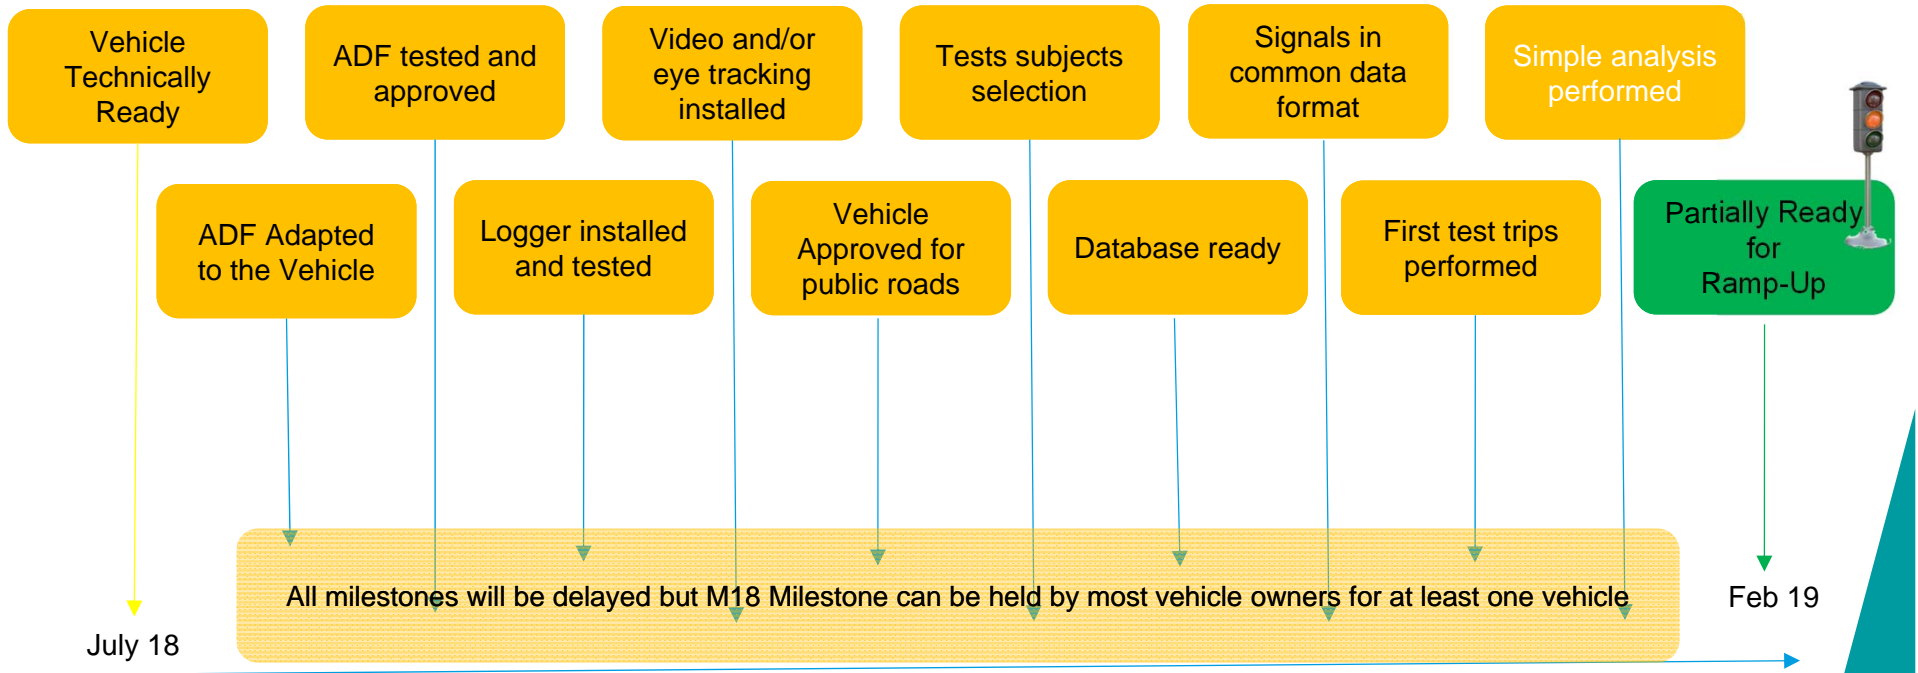 Vehicle
Technically
Ready
ADF tested and
approved
Video and/or
eye tracking
installed
Tests subjects
selection
Signals in
common data
format
Simple analysis
performed
ADF Adapted
to the Vehicle
Logger installed
and tested
Vehicle
Approved for
public roads
Database ready
First test trips
performed
Partially Ready
for
Ramp-Up
All milestones will be delayed but M18 Milestone can be held by most vehicle owners for at least one vehicle
July 18
Feb 19